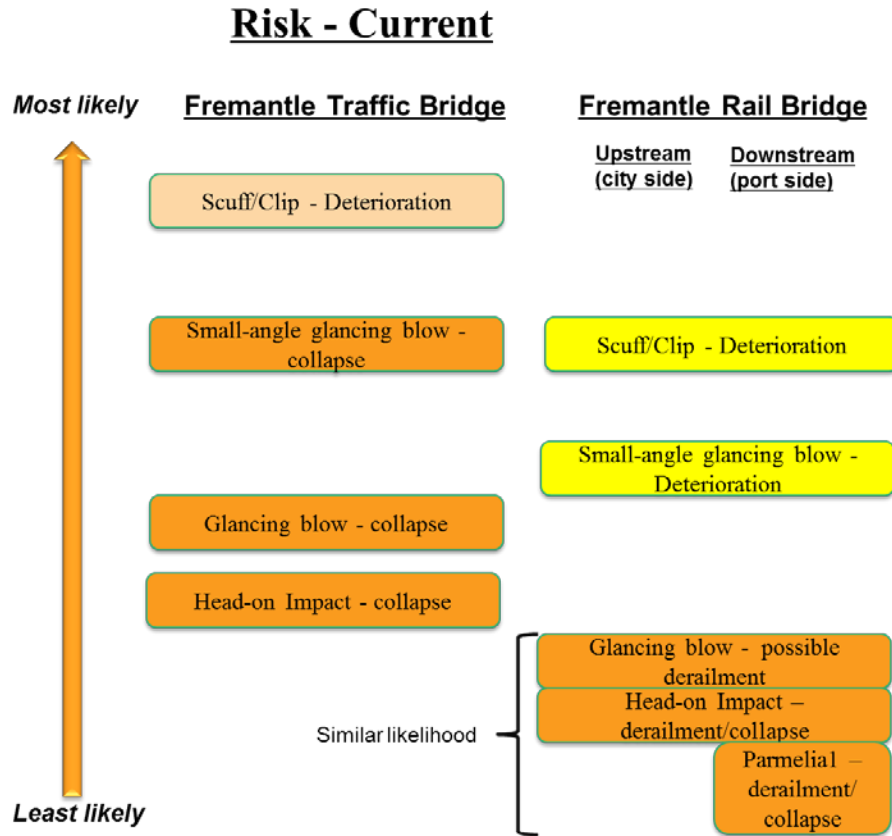 Risk - Current
Most likely
Fremantle Traffic Bridge
Fremantle Rail Bridge
Upstream
(city side)
Downstream
(port side)
Scuff/Clip - Deterioration
Small-angle glancing blow -
collapse
Scuff/Clip - Deterioration
Small-angle glancing blow -
Deterioration
Glancing blow - collapse
Head-on Impact - collapse
Glancing blow - possible
derailment
Head-on Impact –
derailment/collapse
Similar likelihood
Parmelia1 –
derailment/
collapse
Least likely